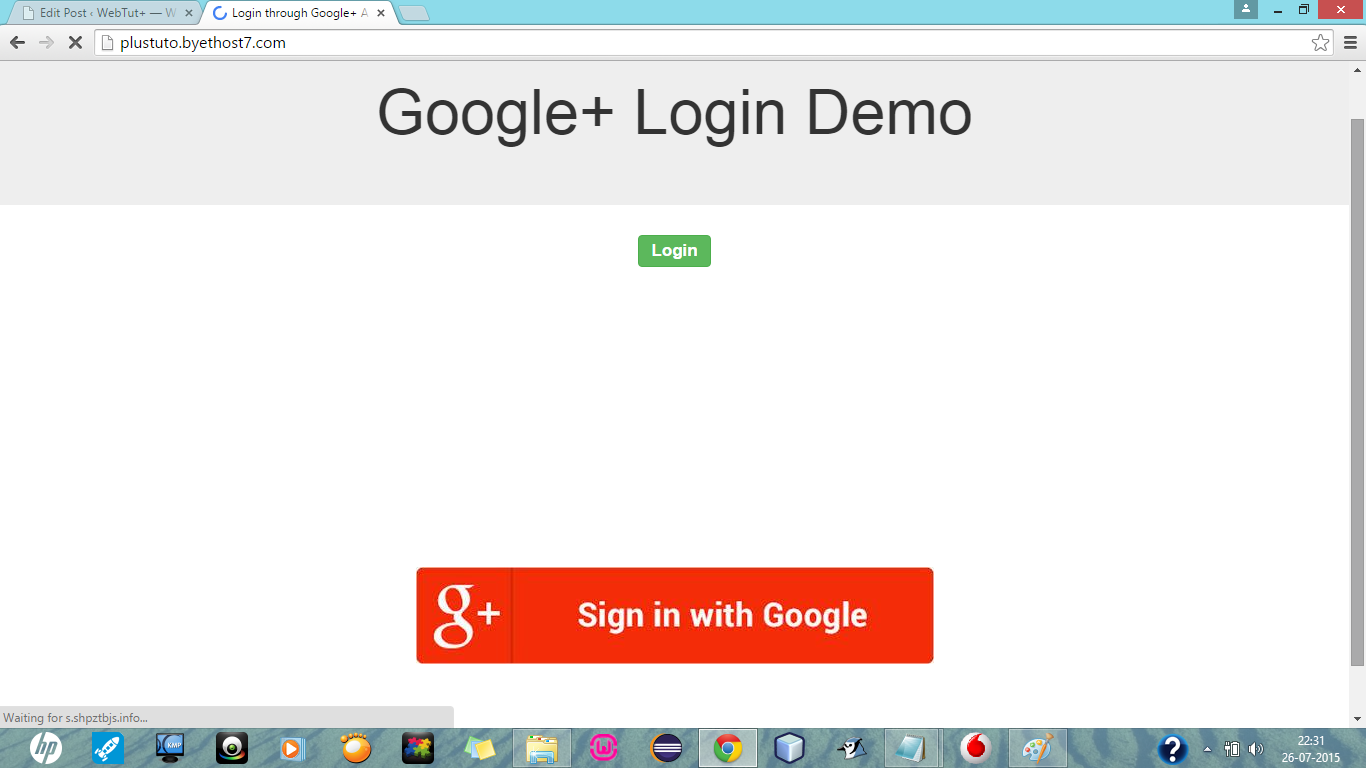 Edit Post ‹ WebTut+ — W
Login through Google+ A
plustuto.byethost7.com
Google+ Login Demo
Login
g+ Sign in with Google
Waiting for s.shpztbjs.info...
hp
KMP
22:31
26-07-2015